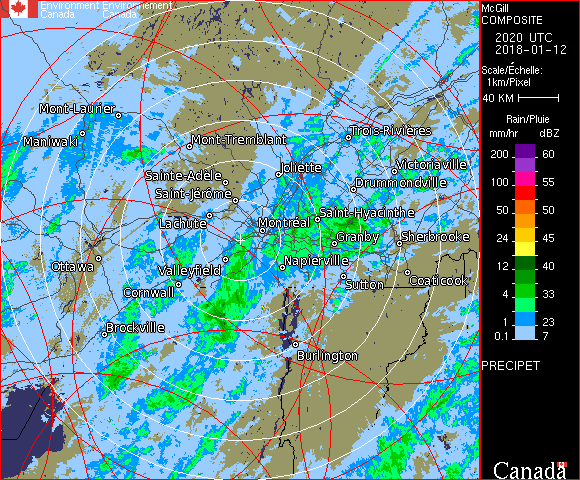 Environment Environnement
Canada Canada
McGill
COMPOSITE
2020 UTC
2018-01-12
Scale/Échelle:
1km/Pixel
40 KM
Rain/Pluie
mm/hr dBZ
200 60
100 55
50 50
24 45
12 40
4 33
1 23
0.1 7
PRECIPET
Canada
Mont-Laurier
Maniwaki
Mont-Tremblant
Trois-Rivières
Joliette
Victoriaville
Sainte-Adèle
Drummondville
Saint-Jérôme
Saint-Hyacinthe
Lachute
Montréal
Granby
Sherbrooke
Ottawa
Valleyfield
Napierville
Coaticook
Cornwall
Sutton
Brockville
Burlington